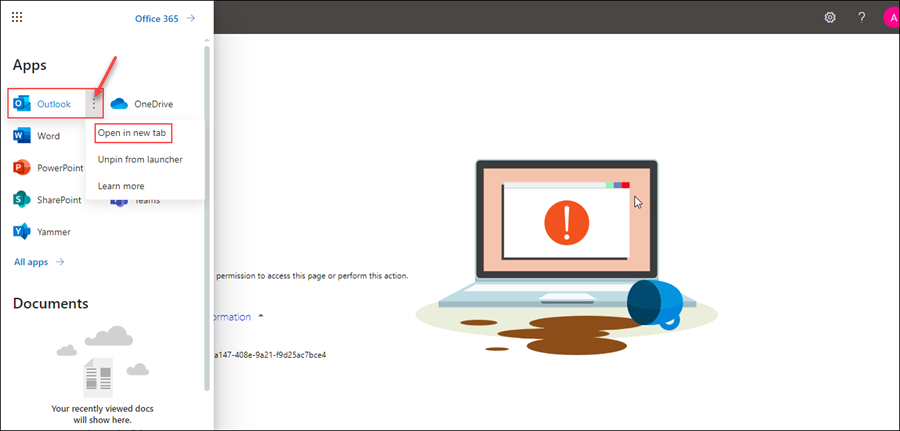 Office 365
A
Apps
Outlook
OneDrive
Open in new tab
Word
Unpin from launcher
PowerPoint
Learn more
SharePoint
Teams
Yammer
All apps
permission to access this page or perform this action.
Documents
ormation
a147-408e-9a21-f9d25ac7bce4
Your recently viewed docs
will show here.